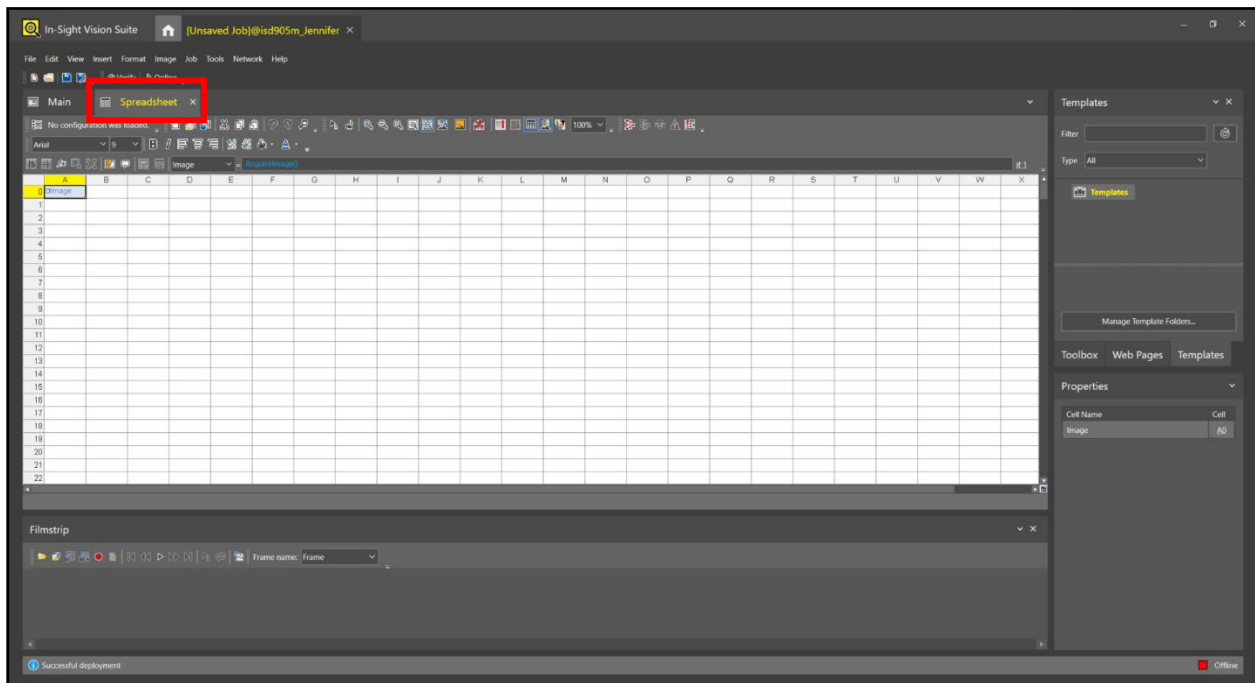 In-Sight Vision Suite [Unsaved Job]@isd905m_Jennifer
File Edit View Insert Format Image Job Tools Network Help
Online
Main Spreadsheet
No configuration was loaded. 100%
Arial 9 B I A
Image = AcquireImage()
A B C D E F G H I J K L M N O P Q R S T U V W X
0 Image
1
2
3
4
5
6
7
8
9
10
11
12
13
14
15
16
17
18
19
20
21
22
Templates
Filter
Type All
Templates
Manage Template Folders...
Toolbox Web Pages Templates
Properties
Cell Name Cell
Image A0
Filmstrip
Frame name: Frame
Successful deployment Offline